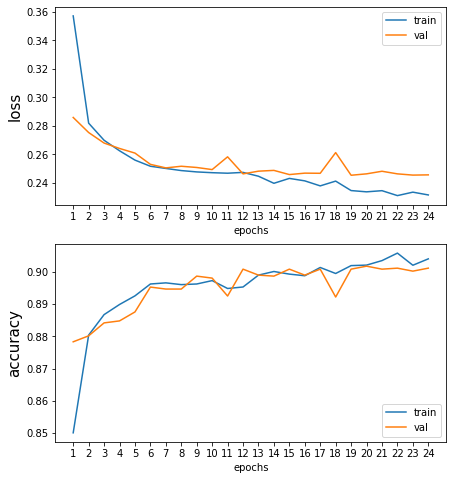 0.36
0.34
0.32
0.30
0.28
0.26
0.24
loss
train
val
1 2 3 4 5 6 7 8 9 10 11 12 13 14 15 16 17 18 19 20 21 22 23 24
epochs
0.90
0.89
0.88
0.87
0.86
0.85
accuracy
train
val
1 2 3 4 5 6 7 8 9 10 11 12 13 14 15 16 17 18 19 20 21 22 23 24
epochs